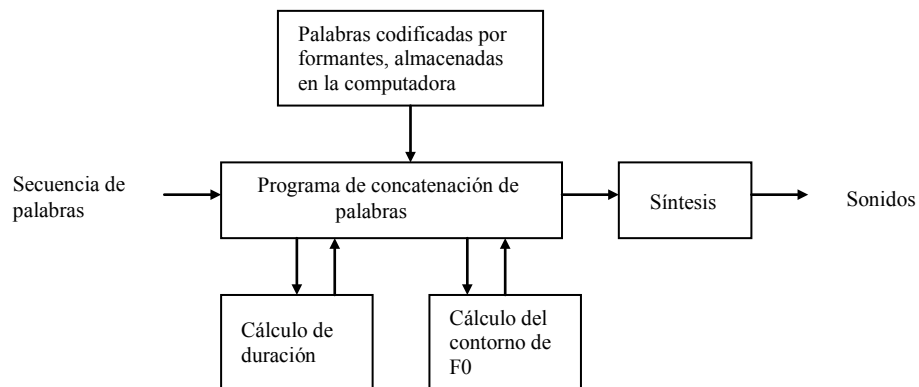 Palabras codificadas por
formantes, almacenadas
en la computadora
Secuencia de
palabras
Programa de concatenación de
palabras
Síntesis
Sonidos
Cálculo de
duración
Cálculo del
contorno de
F0